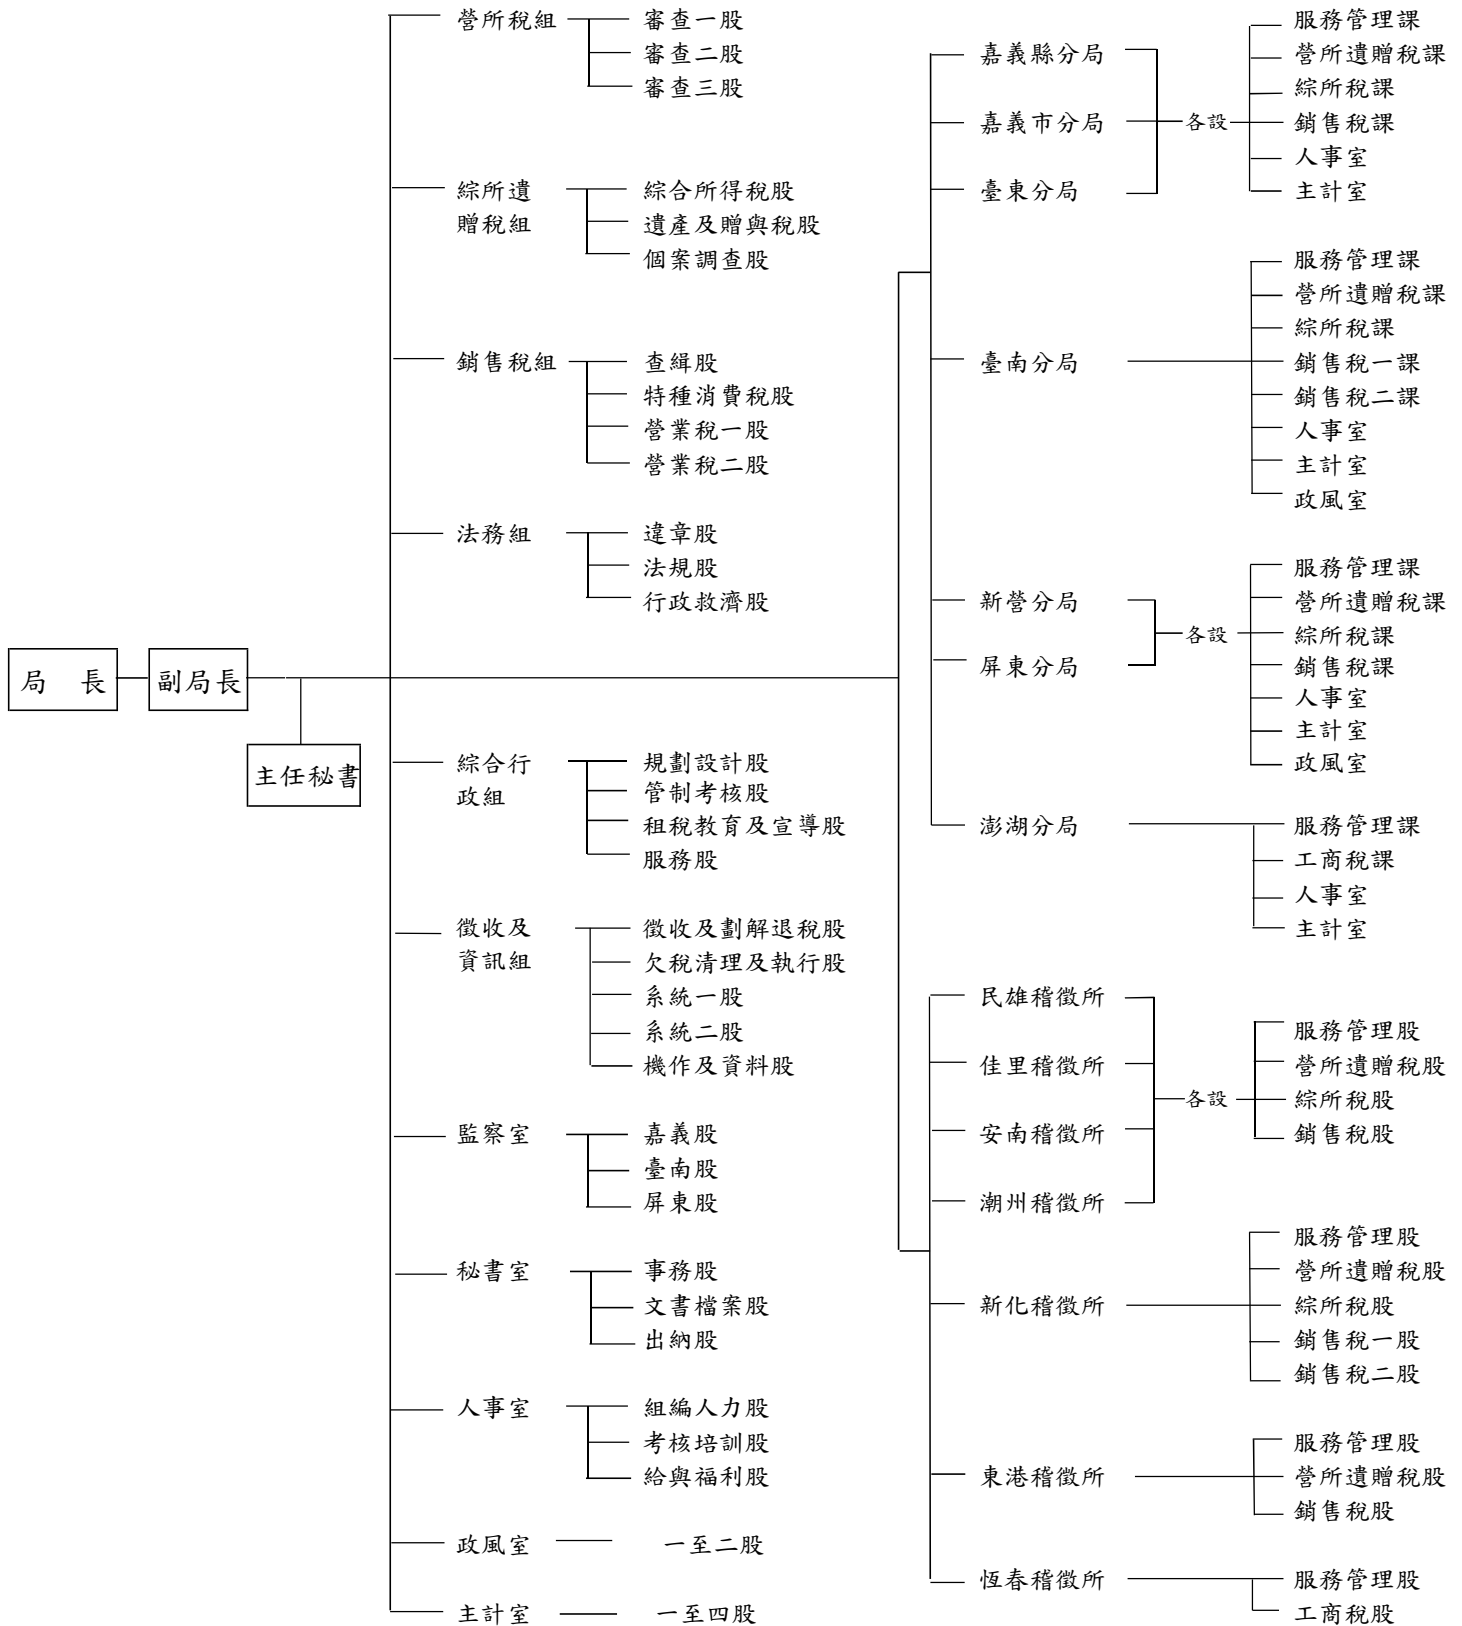 局　長
副局長
主任秘書
營所稅組
審查一股
審查二股
審查三股
綜所遺
贈稅組
綜合所得稅股
遺產及贈與稅股
個案調查股
銷售稅組
查緝股
特種消費稅股
營業稅一股
營業稅二股
法務組
違章股
法規股
行政救濟股
綜合行
政組
規劃設計股
管制考核股
租稅教育及宣導股
服務股
徵收及
資訊組
徵收及劃解退稅股
欠稅清理及執行股
系統一股
系統二股
機作及資料股
監察室
嘉義股
臺南股
屏東股
秘書室
事務股
文書檔案股
出納股
人事室
組編人力股
考核培訓股
給與福利股
政風室
一至二股
主計室
一至四股
嘉義縣分局
嘉義市分局
臺東分局
各設
服務管理課
營所遺贈稅課
綜所稅課
銷售稅課
人事室
主計室
臺南分局
服務管理課
營所遺贈稅課
綜所稅課
銷售稅一課
銷售稅二課
人事室
主計室
政風室
新營分局
屏東分局
各設
服務管理課
營所遺贈稅課
綜所稅課
銷售稅課
人事室
主計室
政風室
澎湖分局
服務管理課
工商稅課
人事室
主計室
民雄稽徵所
佳里稽徵所
安南稽徵所
潮州稽徵所
各設
服務管理股
營所遺贈稅股
綜所稅股
銷售稅股
新化稽徵所
服務管理股
營所遺贈稅股
綜所稅股
銷售稅一股
銷售稅二股
東港稽徵所
服務管理股
營所遺贈稅股
銷售稅股
恆春稽徵所
服務管理股
工商稅股